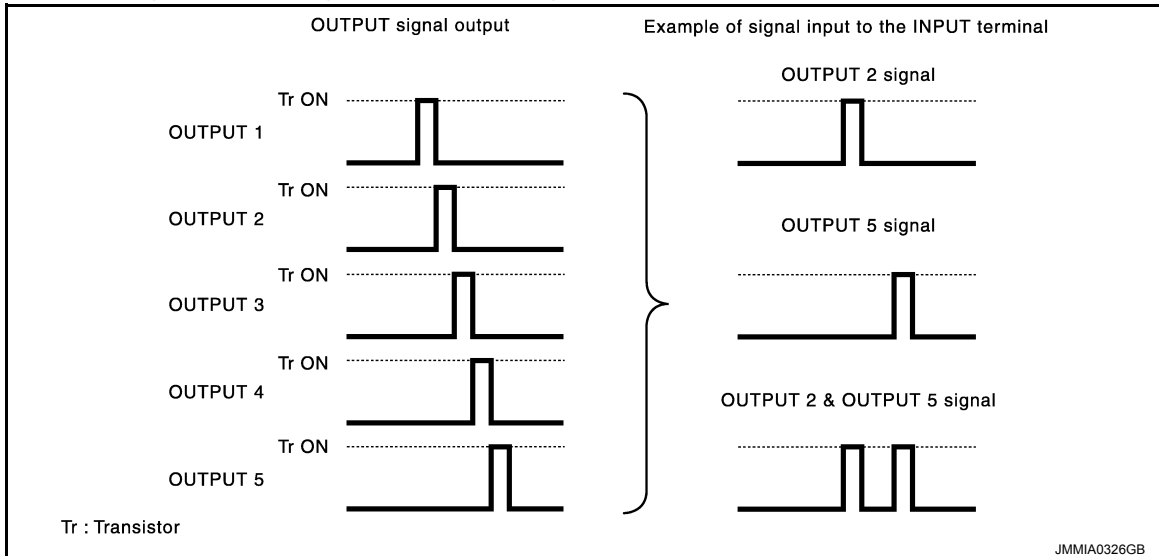 OUTPUT signal output
Example of signal input to the INPUT terminal
Tr ON
OUTPUT 1
Tr ON
OUTPUT 2
Tr ON
OUTPUT 3
Tr ON
OUTPUT 4
Tr ON
OUTPUT 5
OUTPUT 2 signal
OUTPUT 5 signal
OUTPUT 2 & OUTPUT 5 signal
Tr : Transistor
JMMIA0326GB